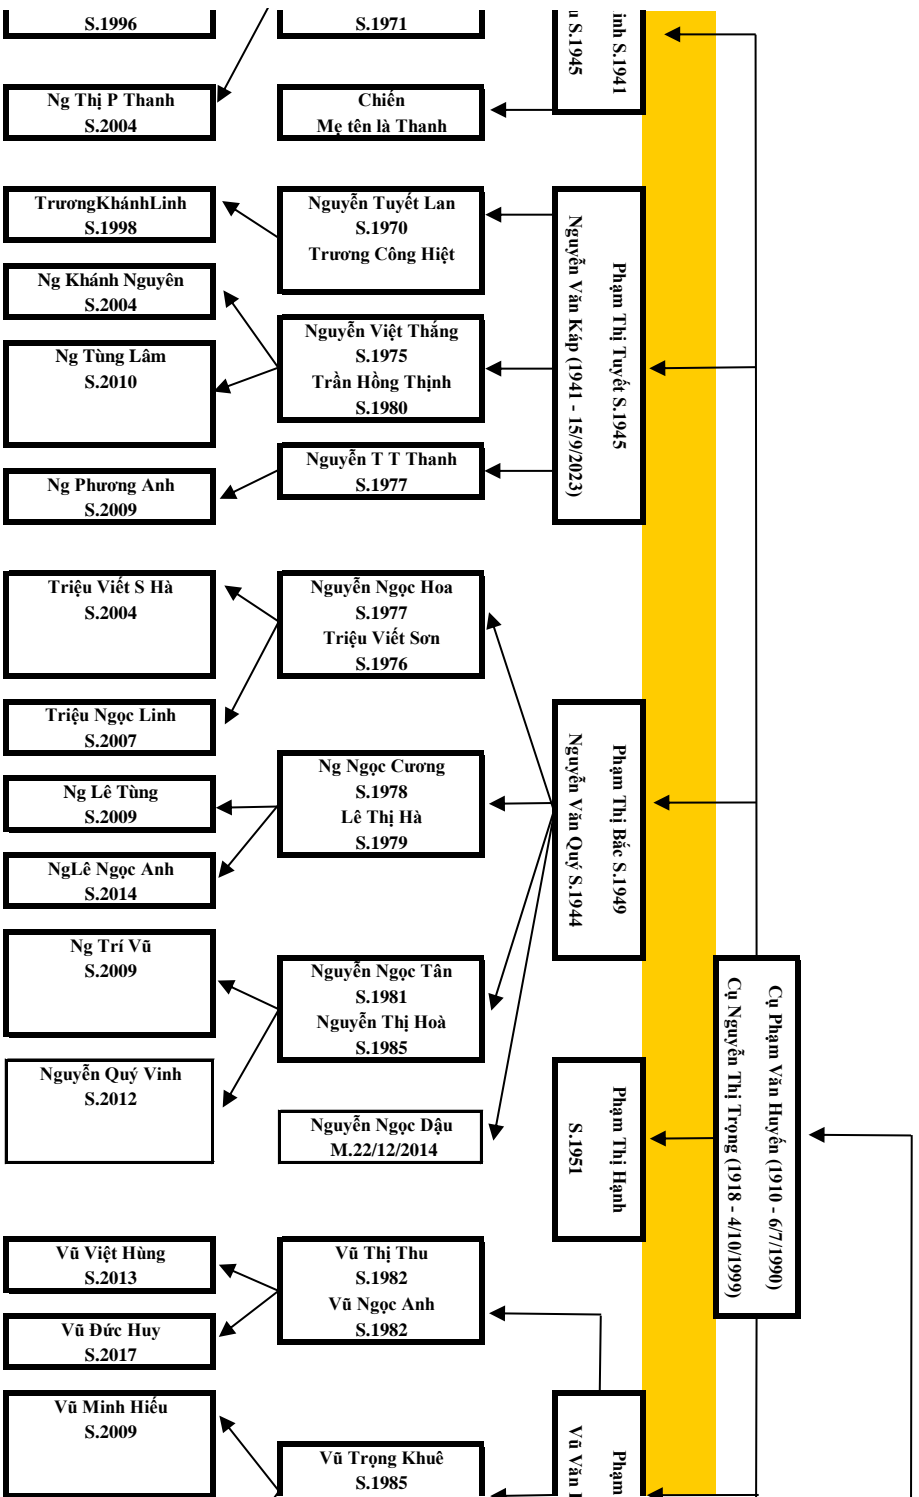 S.1996
S.1971
inh S.1941
u S.1945
Ng Thị P Thanh
S.2004
Chiến
Mẹ tên là Thanh
TrươngKhánhLinh
S.1998
Nguyễn Tuyết Lan
S.1970
Trương Công Hiệt
Phạm Thị Tuyết S.1945
Nguyễn Văn Káp (1941 - 15/9/2023)
Ng Khánh Nguyên
S.2004
Ng Tùng Lâm
S.2010
Nguyễn Việt Thắng
S.1975
Trần Hồng Thịnh
S.1980
Ng Phương Anh
S.2009
Nguyễn T T Thanh
S.1977
Triệu Viết S Hà
S.2004
Nguyễn Ngọc Hoa
S.1977
Triệu Viết Sơn
S.1976
Triệu Ngọc Linh
S.2007
Phạm Thị Bắc S.1949
Nguyễn Văn Quý S.1944
Ng Lê Tùng
S.2009
Ng Ngọc Cương
S.1978
Lê Thị Hà
S.1979
NgLê Ngọc Anh
S.2014
Ng Trí Vũ
S.2009
Nguyễn Ngọc Tân
S.1981
Nguyễn Thị Hoà
S.1985
Cụ Phạm Văn Huyến (1910 - 6/7/1990)
Cụ Nguyễn Thị Trọng (1918 - 4/10/1999)
Nguyễn Quý Vinh
S.2012
Nguyễn Ngọc Dậu
M.22/12/2014
Phạm Thị Hạnh
S.1951
Vũ Việt Hùng
S.2013
Vũ Thị Thu
S.1982
Vũ Ngọc Anh
S.1982
Vũ Đức Huy
S.2017
Vũ Minh Hiếu
S.2009
Vũ Trọng Khuê
S.1985
Phạm
Vũ Văn